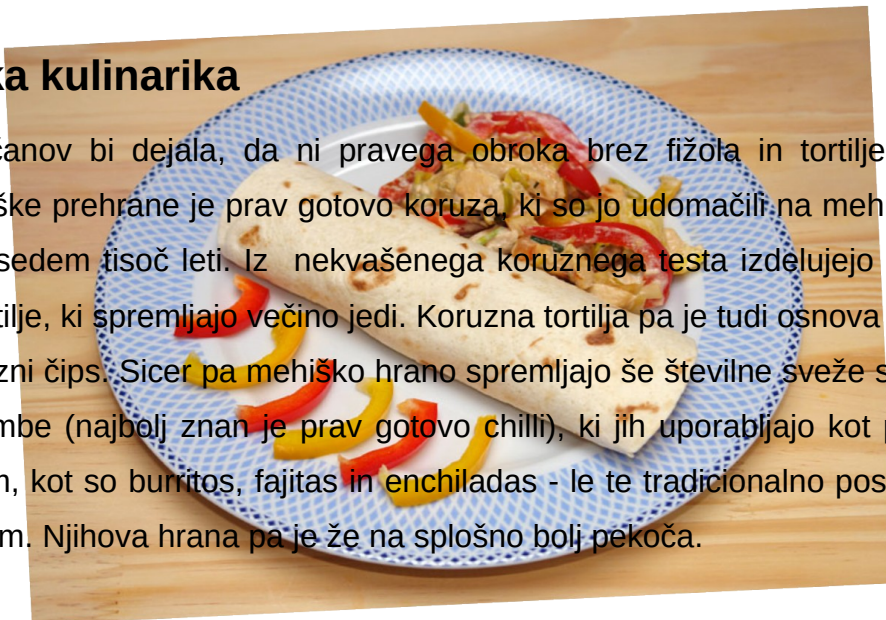 ka kulinarika
čanov bi dejala, da ni pravega obroka brez fižola in tortilje
ške prehrane je prav gotovo koruza, ki so jo udomačili na meh
sedem tisoč leti. Iz nekvašenega koruznega testa izdelujejo
tilje, ki spremljajo večino jedi. Koruzna tortilja pa je tudi osnova
zni čips. Sicer pa mehiško hrano spremljajo še številne sveže s
mbe (najbolj znan je prav gotovo chilli), ki jih uporabljajo kot p
n, kot so burritos, fajitas in enchiladas - le te tradicionalno pos
m. Njihova hrana pa je že na splošno bolj pekoča.